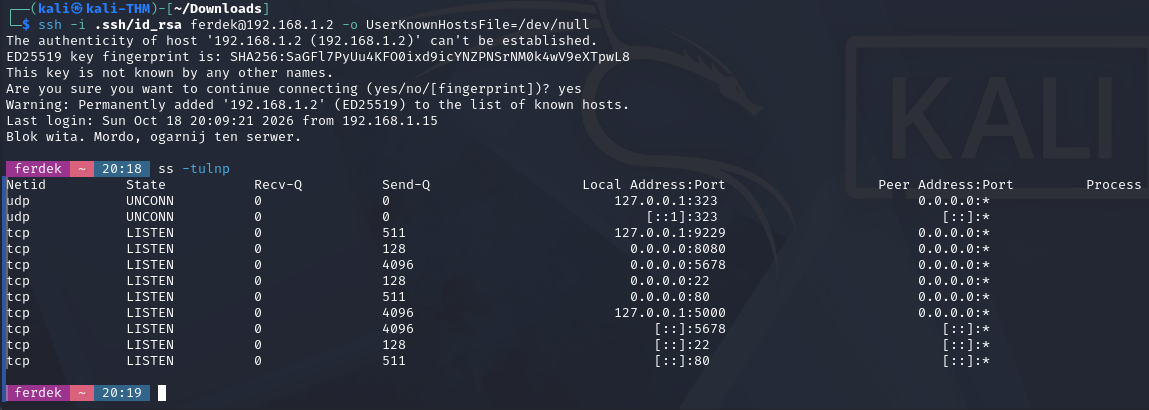 ┌──(kali㉿kali-THM)-[~/Downloads]
└─$ ssh -i .ssh/id_rsa ferdek@192.168.1.2 -o UserKnownHostsFile=/dev/null
The authenticity of host '192.168.1.2 (192.168.1.2)' can't be established.
ED25519 key fingerprint is: SHA256:SaGFl7PyUu4KFO0ixd9icYNZPNSrNM0k4wV9eXTpwL8
This key is not known by any other names.
Are you sure you want to continue connecting (yes/no/[fingerprint])? yes
Warning: Permanently added '192.168.1.2' (ED25519) to the list of known hosts.
Last login: Sun Oct 18 20:09:21 2026 from 192.168.1.15
Blok wita. Mordo, ogarnij ten serwer.
ferdek ~ 20:18 ss -tulnp
Netid State Recv-Q Send-Q Local Address:Port Peer Address:Port Process
udp UNCONN 0 0 127.0.0.1:323 0.0.0.0:*
udp UNCONN 0 0 [::1]:323 [::]:*
tcp LISTEN 0 511 127.0.0.1:9229 0.0.0.0:*
tcp LISTEN 0 128 0.0.0.0:8080 0.0.0.0:*
tcp LISTEN 0 4096 0.0.0.0:5678 0.0.0.0:*
tcp LISTEN 0 128 0.0.0.0:22 0.0.0.0:*
tcp LISTEN 0 511 0.0.0.0:80 0.0.0.0:*
tcp LISTEN 0 4096 127.0.0.1:5000 0.0.0.0:*
tcp LISTEN 0 4096 [::]:5678 [::]:*
tcp LISTEN 0 128 [::]:22 [::]:*
tcp LISTEN 0 511 [::]:80 [::]:*
ferdek ~ 20:19
KALI